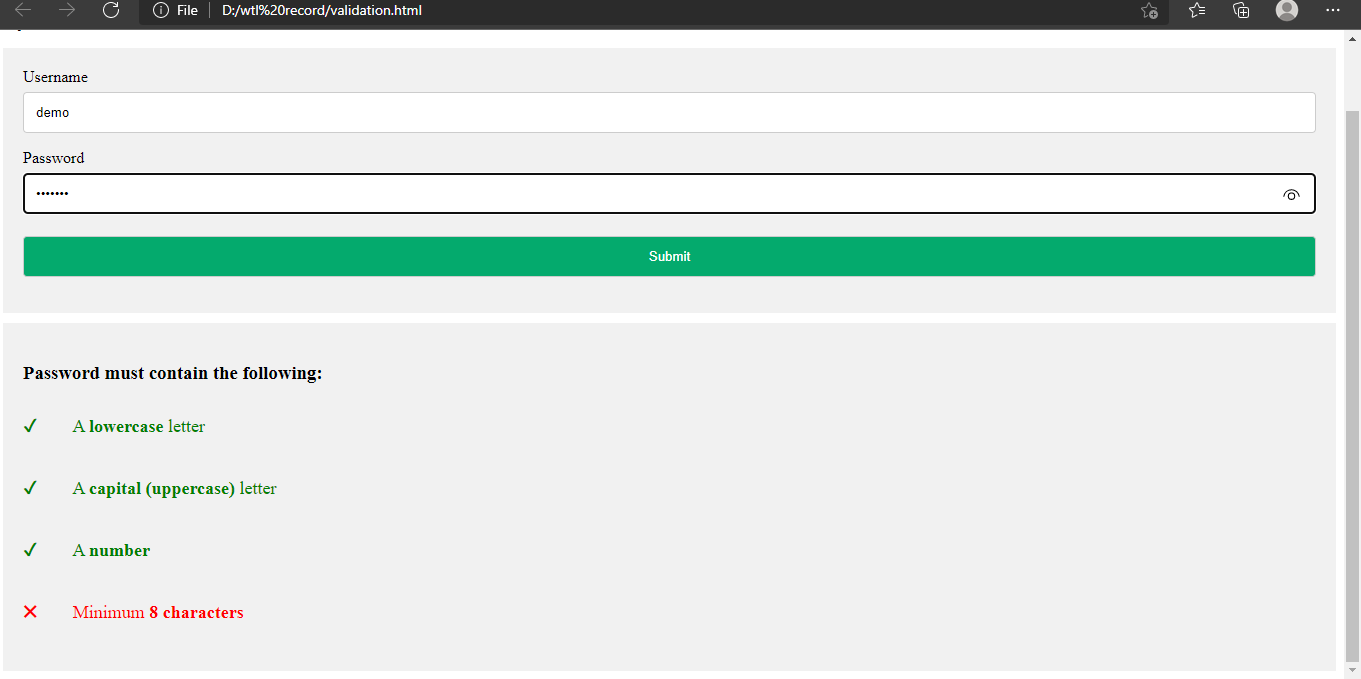 File D:/wtl%20record/validation.html
Username
demo
Password
•••••••
Submit
Password must contain the following:
✓ A lowercase letter
✓ A capital (uppercase) letter
✓ A number
✕ Minimum 8 characters